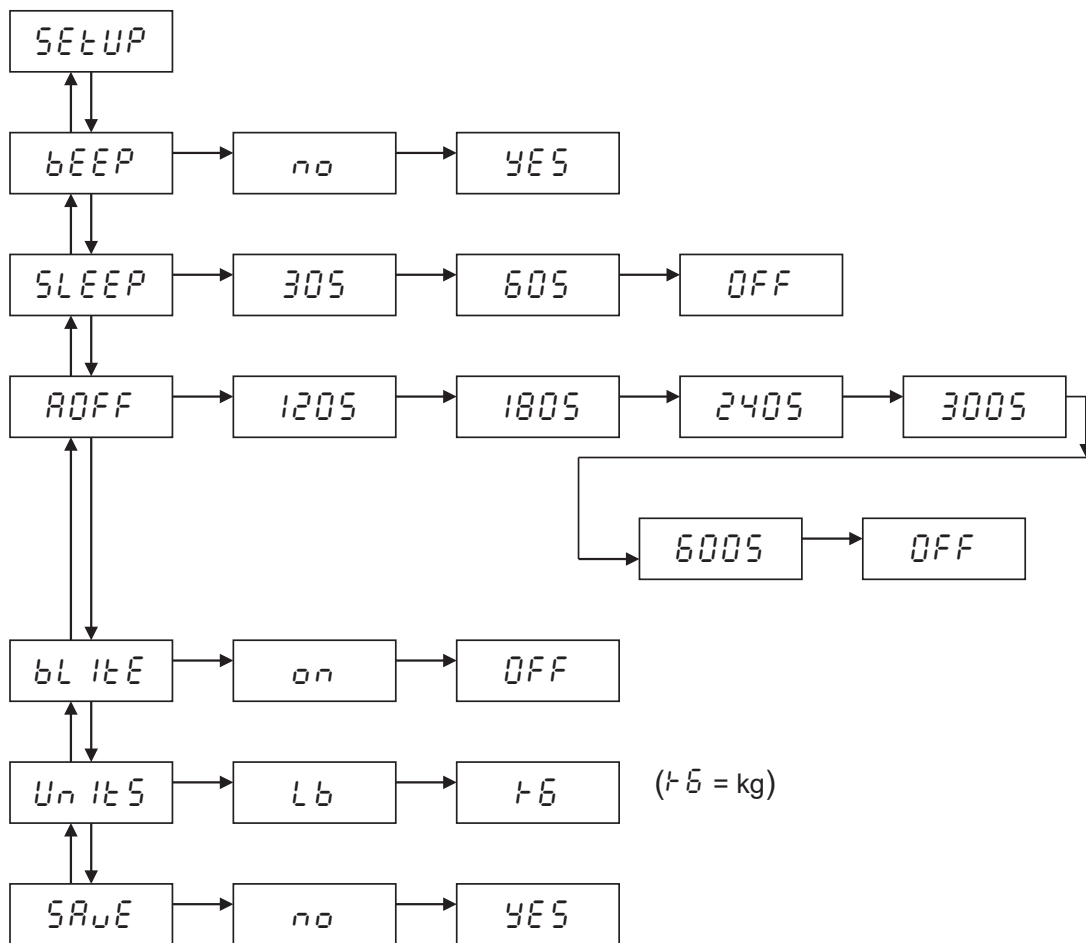 SEtUP
bEEP no YES
SLEEP 30S 60S OFF
AOFF 120S 180S 240S 300S
600S OFF
bLItE on OFF
UnItS Lb kG (kG = kg)
SAvE no YES